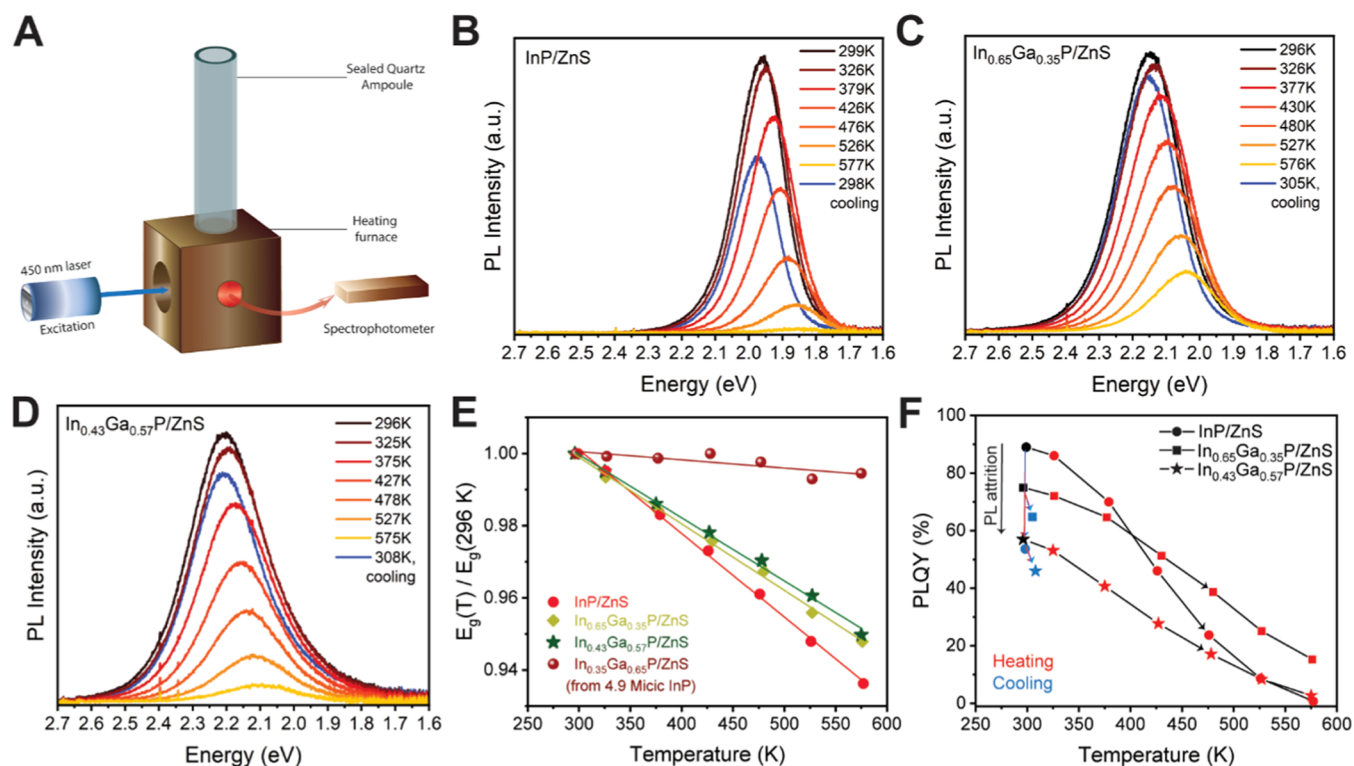 A
Sealed Quartz
Ampoule
Heating
furnace
450 nm laser
Excitation
Spectrophotometer
B
InP/ZnS
299K
326K
379K
426K
476K
526K
577K
298K
cooling
PL Intensity (a.u.)
2.7 2.6 2.5 2.4 2.3 2.2 2.1 2.0 1.9 1.8 1.7 1.6
Energy (eV)
C
In0.65Ga0.35P/ZnS
296K
326K
377K
430K
480K
527K
576K
305K,
cooling
PL Intensity (a.u.)
2.7 2.6 2.5 2.4 2.3 2.2 2.1 2.0 1.9 1.8 1.7 1.6
Energy (eV)
D
In0.43Ga0.57P/ZnS
296K
325K
375K
427K
478K
527K
575K
308K,
cooling
PL Intensity (a.u.)
2.7 2.6 2.5 2.4 2.3 2.2 2.1 2.0 1.9 1.8 1.7 1.6
Energy (eV)
E
Eg(T) / Eg(296 K)
1.00
0.98
0.96
0.94
InP/ZnS
In0.65Ga0.35P/ZnS
In0.43Ga0.57P/ZnS
In0.35Ga0.65P/ZnS
(from 4.9 Micic InP)
250 300 350 400 450 500 550 600
Temperature (K)
F
PLQY (%)
100
80
60
40
20
0
PL attrition
InP/ZnS
In0.65Ga0.35P/ZnS
In0.43Ga0.57P/ZnS
Heating
Cooling
250 300 350 400 450 500 550 600
Temperature (K)